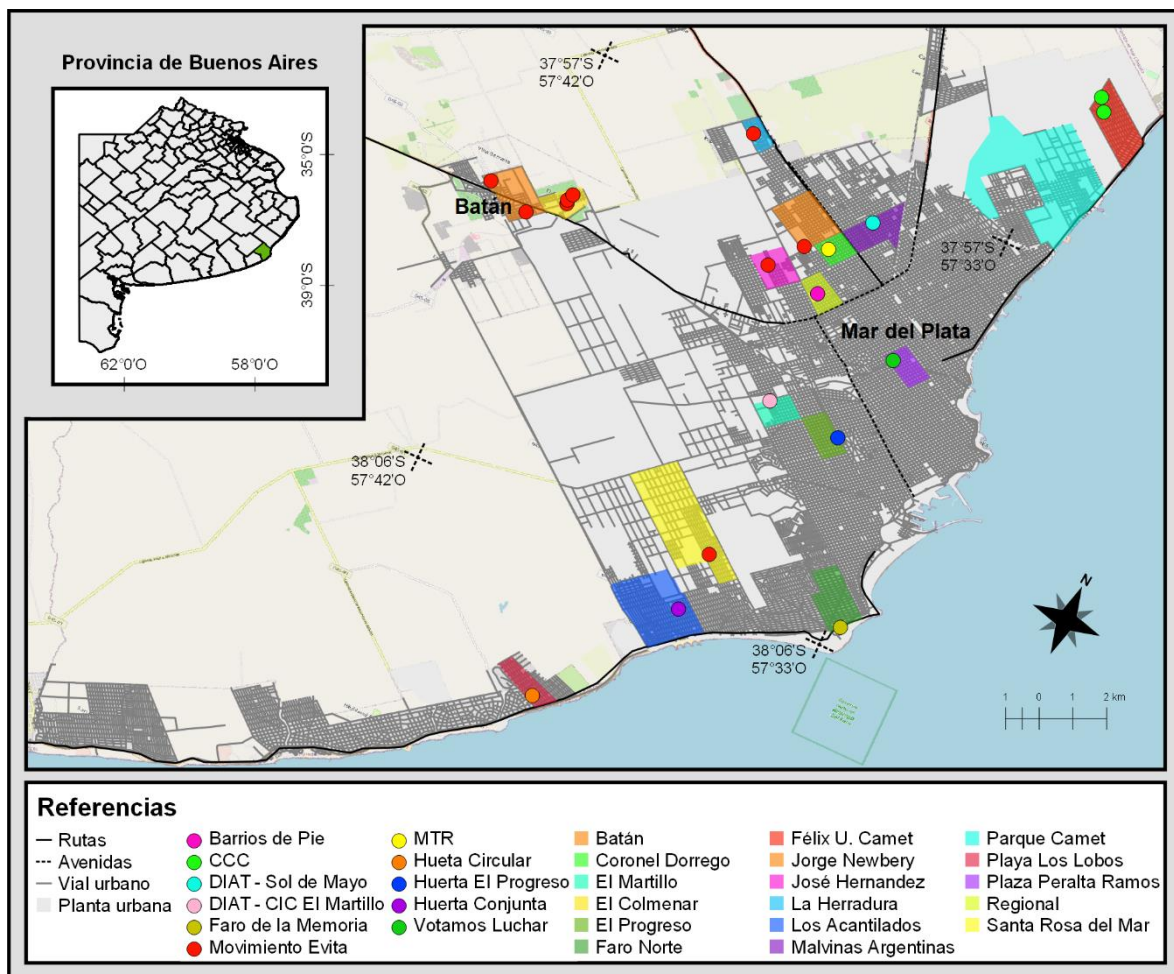 Provincia de Buenos Aires
35°0'S
39°0'S
62°0'O
58°0'O
37°57'S
57°42'O
Batán
37°57'S
57°33'O
Mar del Plata
38°06'S
57°42'O
38°06'S
57°33'O
N
1 0 1 2 km
Referencias
Rutas
Avenidas
Vial urbano
Planta urbana
Barrios de Pie
CCC
DIAT - Sol de Mayo
DIAT - CIC El Martillo
Faro de la Memoria
Movimiento Evita
MTR
Hueta Circular
Huerta El Progreso
Huerta Conjunta
Votamos Luchar
Batán
Coronel Dorrego
El Martillo
El Colmenar
El Progreso
Faro Norte
Félix U. Camet
Jorge Newbery
José Hernandez
La Herradura
Los Acantilados
Malvinas Argentinas
Parque Camet
Playa Los Lobos
Plaza Peralta Ramos
Regional
Santa Rosa del Mar